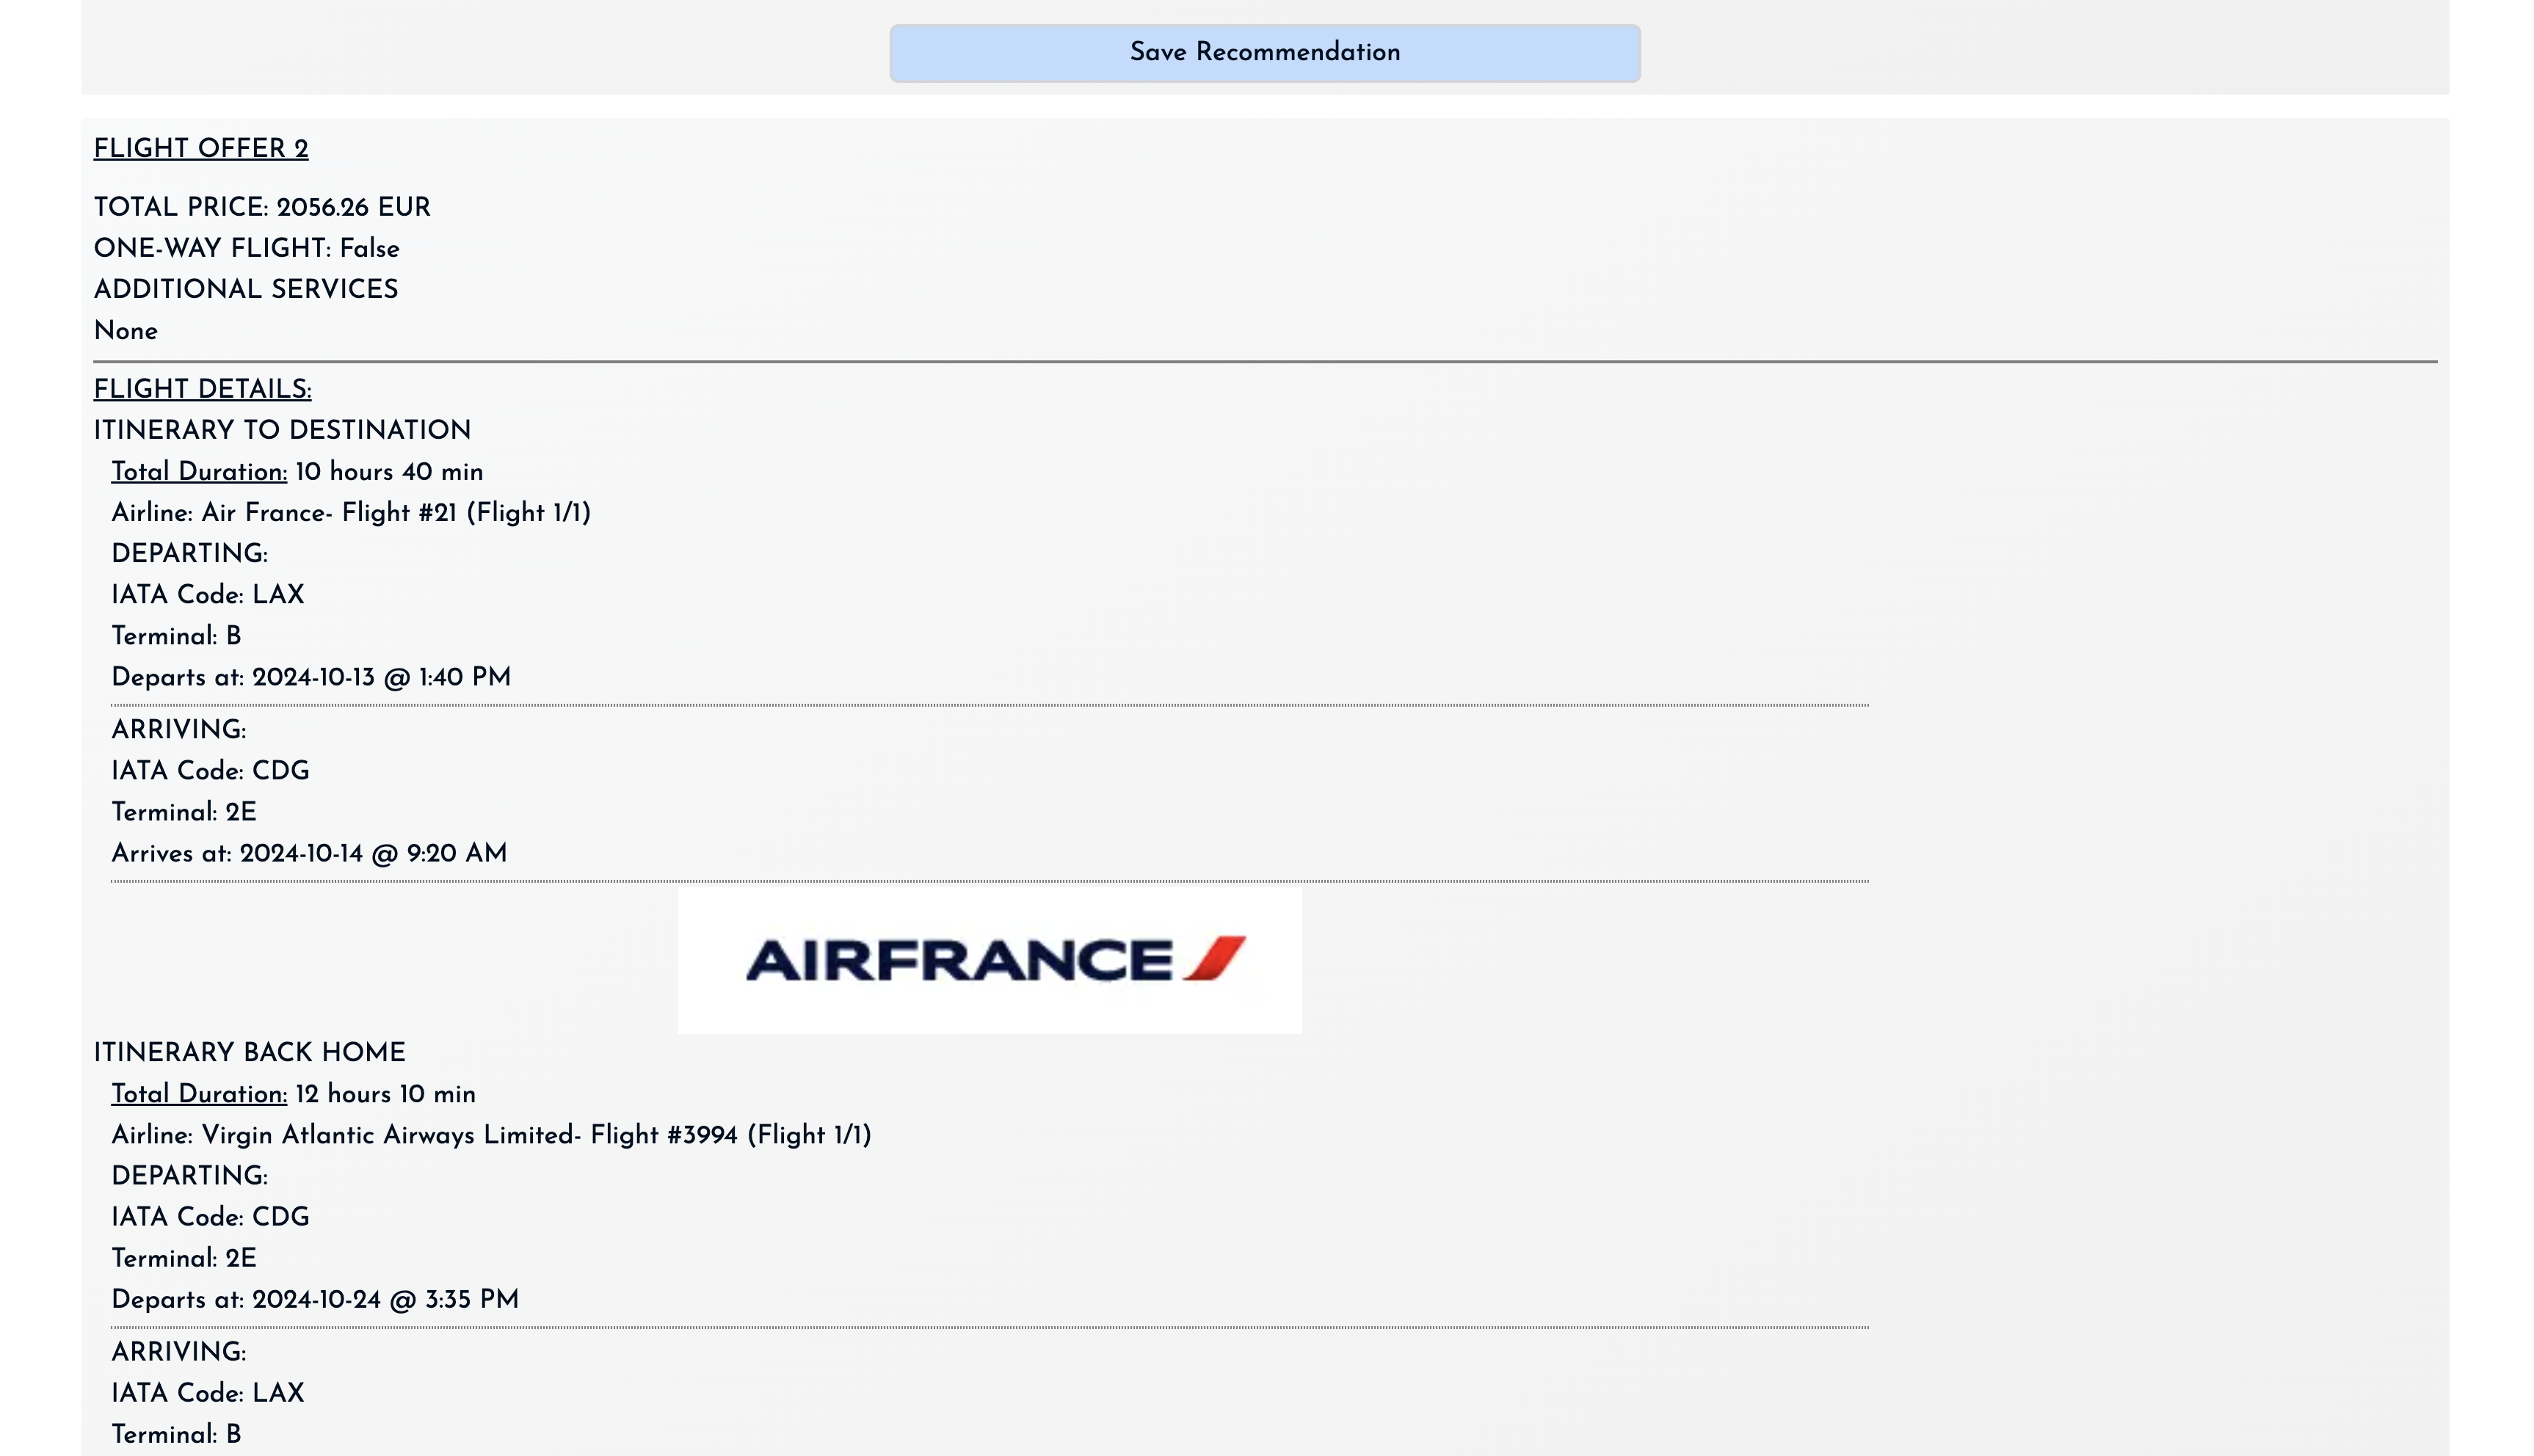 Save Recommendation
FLIGHT OFFER 2
TOTAL PRICE: 2056.26 EUR
ONE-WAY FLIGHT: False
ADDITIONAL SERVICES
None
FLIGHT DETAILS:
ITINERARY TO DESTINATION
Total Duration: 10 hours 40 min
Airline: Air France- Flight #21 (Flight 1/1)
DEPARTING:
IATA Code: LAX
Terminal: B
Departs at: 2024-10-13 @ 1:40 PM
ARRIVING:
IATA Code: CDG
Terminal: 2E
Arrives at: 2024-10-14 @ 9:20 AM
AIRFRANCE
ITINERARY BACK HOME
Total Duration: 12 hours 10 min
Airline: Virgin Atlantic Airways Limited- Flight #3994 (Flight 1/1)
DEPARTING:
IATA Code: CDG
Terminal: 2E
Departs at: 2024-10-24 @ 3:35 PM
ARRIVING:
IATA Code: LAX
Terminal: B